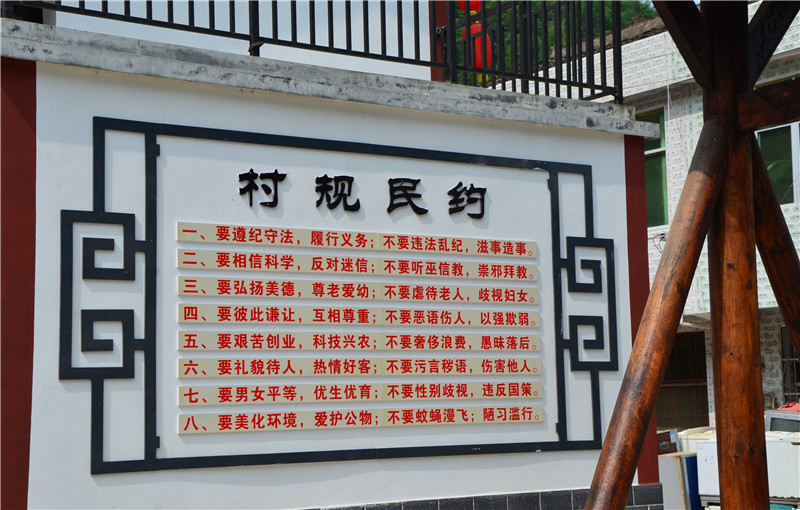 村规民约
一、要遵纪守法，履行义务；不要违法乱纪，滋事造事。
二、要相信科学，反对迷信；不要听巫信教，崇邪拜教。
三、要弘扬美德，尊老爱幼；不要虐待老人，歧视妇女。
四、要彼此谦让，互相尊重；不要恶语伤人，以强欺弱。
五、要艰苦创业，科技兴农；不要奢侈浪费，愚昧落后。
六、要礼貌待人，热情好客；不要污言秽语，伤害他人。
七、要男女平等，优生优育；不要性别歧视，违反国策。
八、要美化环境，爱护公物；不要蚊蝇漫飞；陋习滥行。